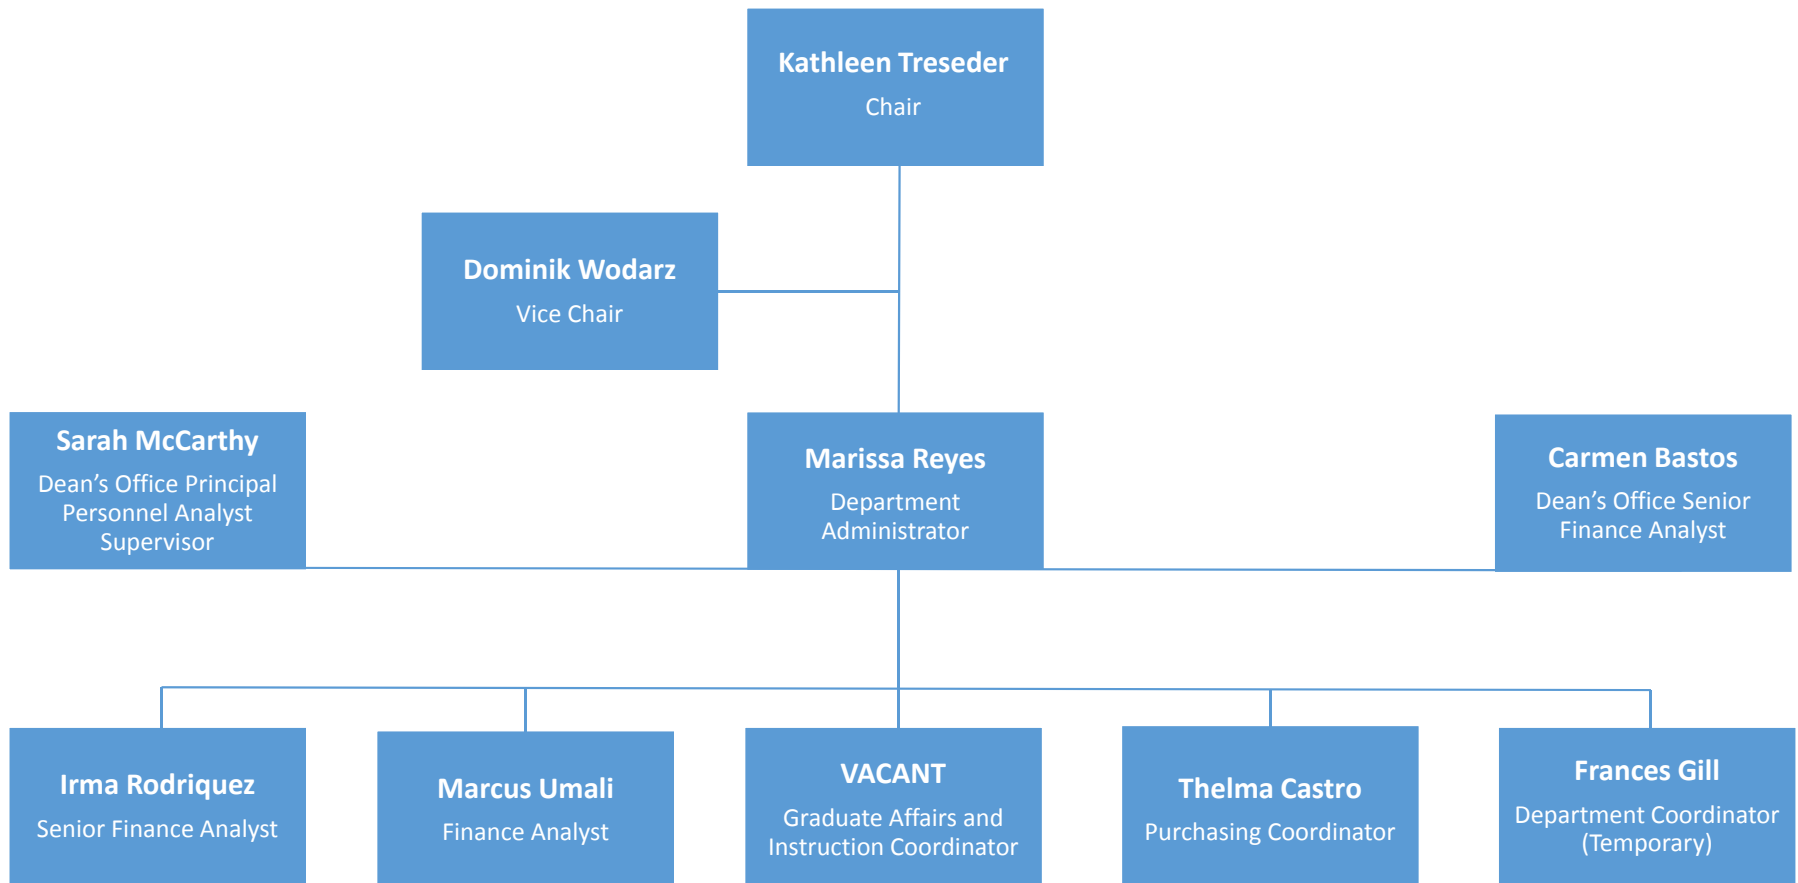 Kathleen Treseder
Chair
Dominik Wodarz
Vice Chair
Sarah McCarthy
Dean’s Office Principal
Personnel Analyst
Supervisor
Marissa Reyes
Department
Administrator
Carmen Bastos
Dean’s Office Senior
Finance Analyst
Irma Rodriquez
Senior Finance Analyst
Marcus Umali
Finance Analyst
VACANT
Graduate Affairs and
Instruction Coordinator
Thelma Castro
Purchasing Coordinator
Frances Gill
Department Coordinator
(Temporary)